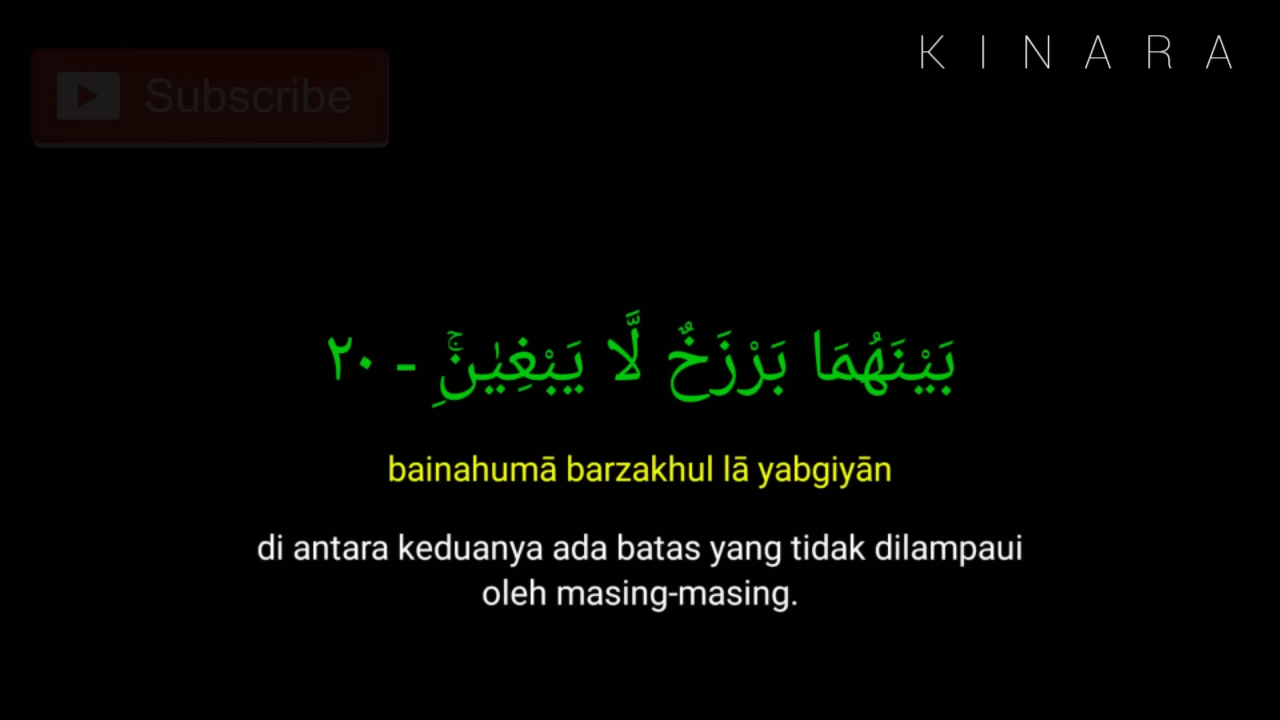 K I N A R A
Subscribe
بَيْنَهُمَا بَرْزَخٌ لَّا يَبْغِيٰنِۚ - ٢٠
bainahumā barzakhul lā yabgiyān
di antara keduanya ada batas yang tidak dilampaui
oleh masing-masing.